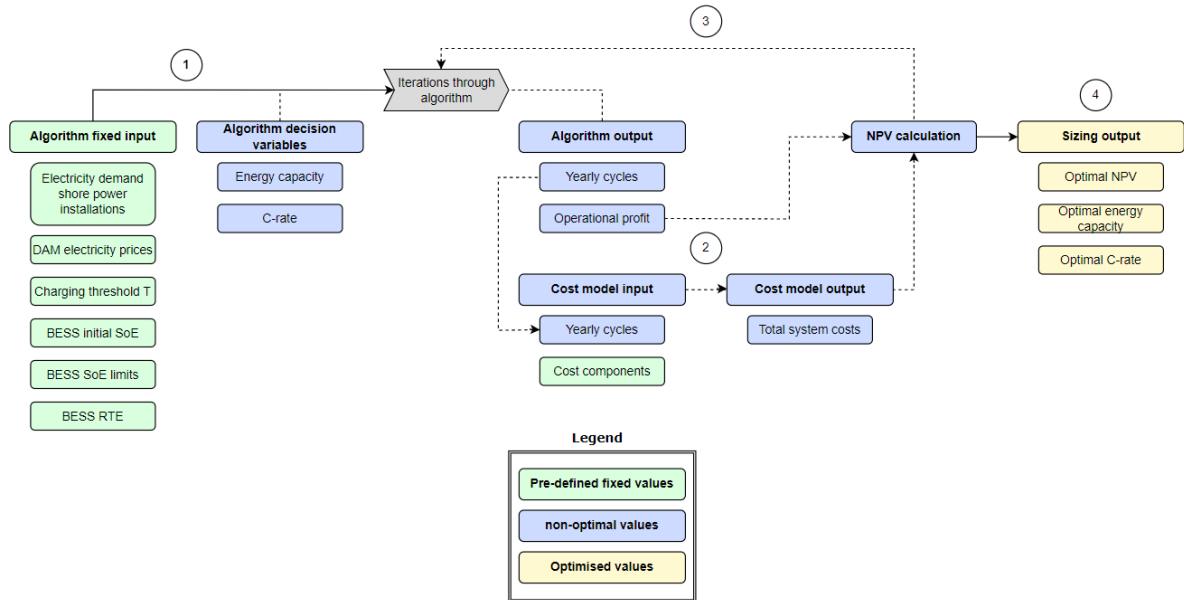 3
1
Iterations through
algorithm
4
Algorithm fixed input
Algorithm decision
variables
Algorithm output
NPV calculation
Sizing output
Electricity demand
shore power
installations
Energy capacity
Yearly cycles
Optimal NPV
C-rate
Operational profit
Optimal energy
capacity
DAM electricity prices
2
Optimal C-rate
Charging threshold T
Cost model input
Cost model output
BESS initial SoE
Yearly cycles
Total system costs
BESS SoE limits
Cost components
BESS RTE
Legend
Pre-defined fixed values
non-optimal values
Optimised values